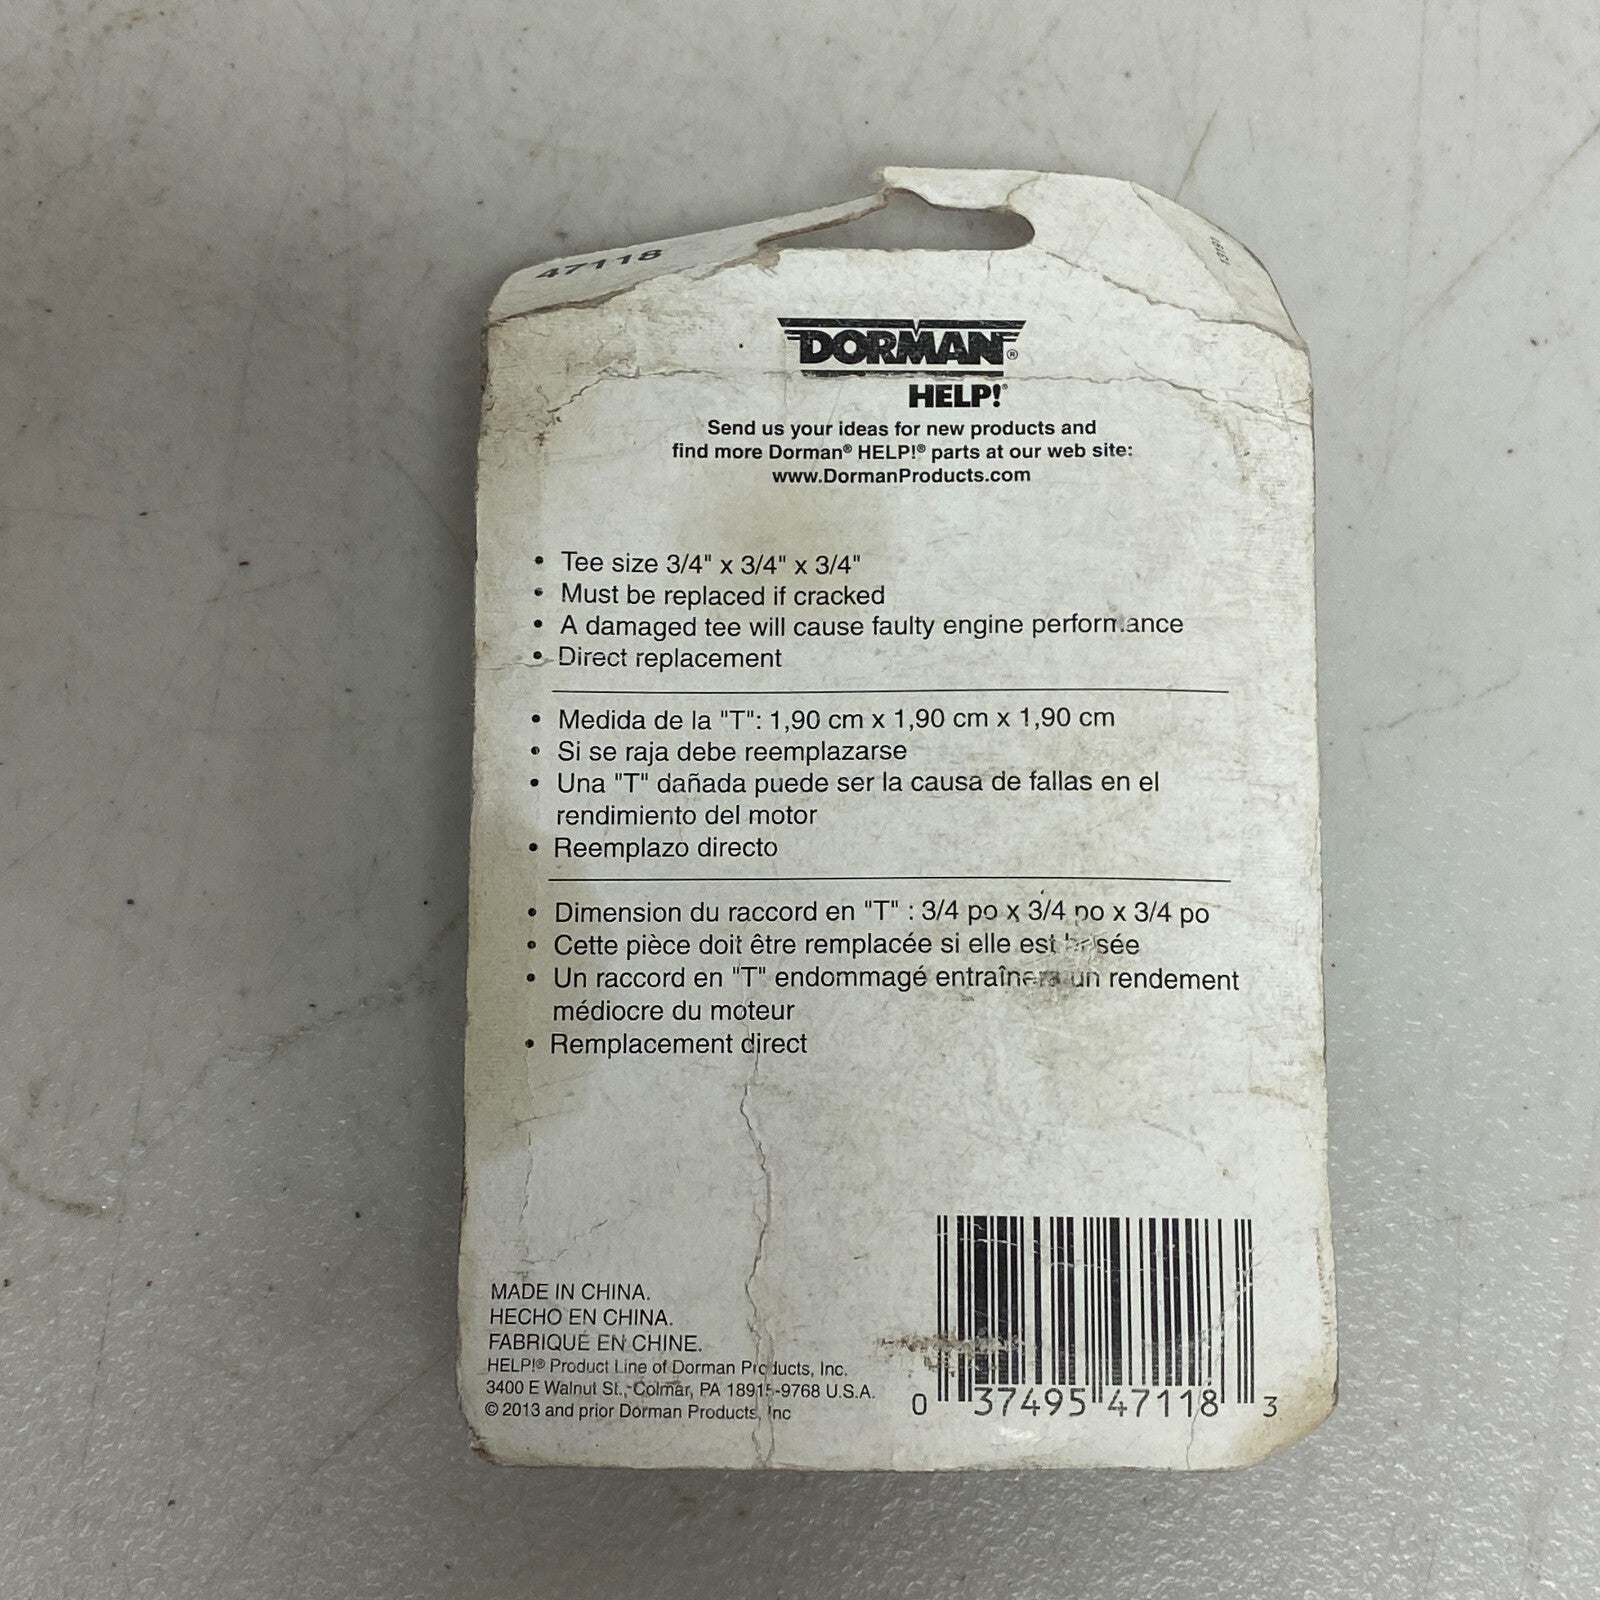 47118
DORMAN®
HELP!®
Send us your ideas for new products and
find more Dorman® HELP!® parts at our web site:
www.DormanProducts.com
• Tee size 3/4" x 3/4" x 3/4"
• Must be replaced if cracked
• A damaged tee will cause faulty engine performance
• Direct replacement
• Medida de la "T": 1,90 cm x 1,90 cm x 1,90 cm
• Si se raja debe reemplazarse
• Una "T" dañada puede ser la causa de fallas en el
rendimiento del motor
• Reemplazo directo
• Dimension du raccord en "T" : 3/4 po x 3/4 po x 3/4 po
• Cette pièce doit être remplacée si elle est brisée
• Un raccord en "T" endommagé entraînera un rendement
médiocre du moteur
• Remplacement direct
MADE IN CHINA.
HECHO EN CHINA.
FABRIQUÉ EN CHINE.
HELP!® Product Line of Dorman Products, Inc.
3400 E Walnut St., Colmar, PA 18915-9768 U.S.A.
© 2013 and prior Dorman Products, Inc
0 37495 47118 3